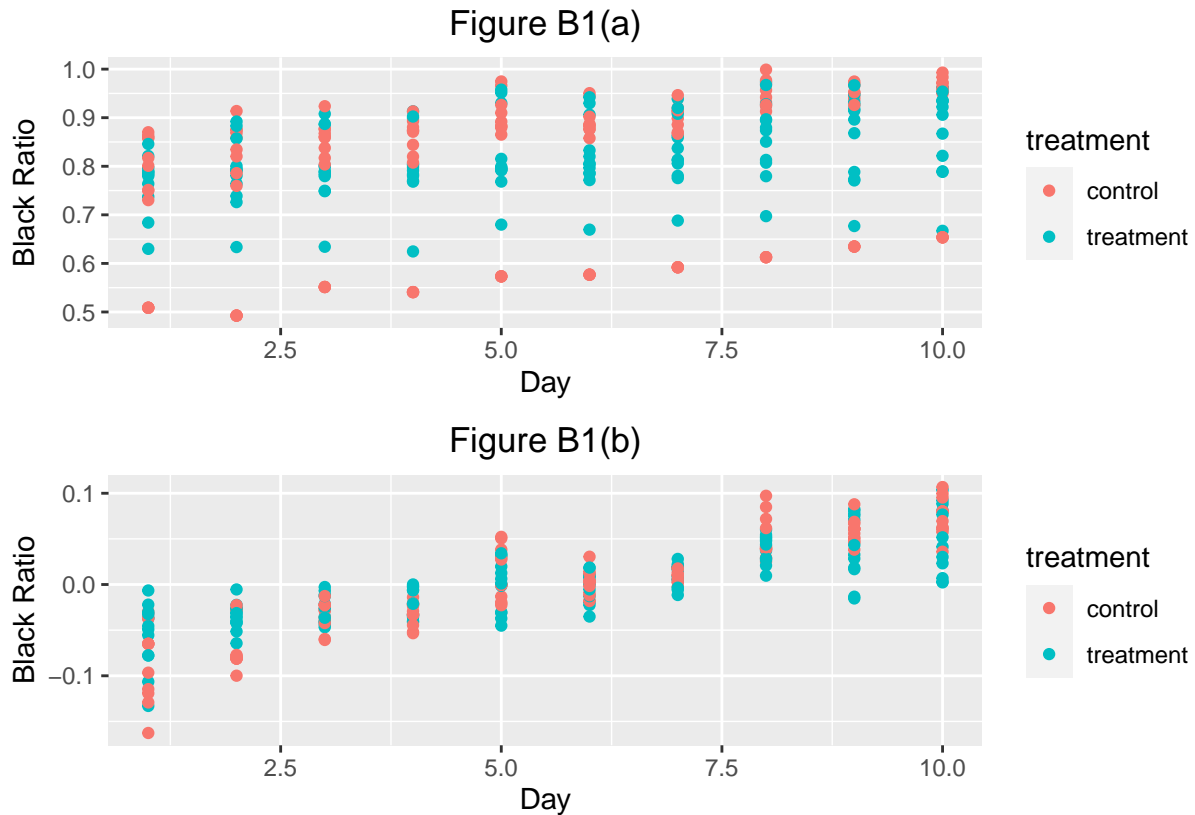 Figure B1(a)
1.0
0.9
0.8
0.7
0.6
0.5
Black Ratio
2.5
5.0
7.5
10.0
Day
treatment
control
treatment
Figure B1(b)
0.1
0.0
−0.1
Black Ratio
2.5
5.0
7.5
10.0
Day
treatment
control
treatment